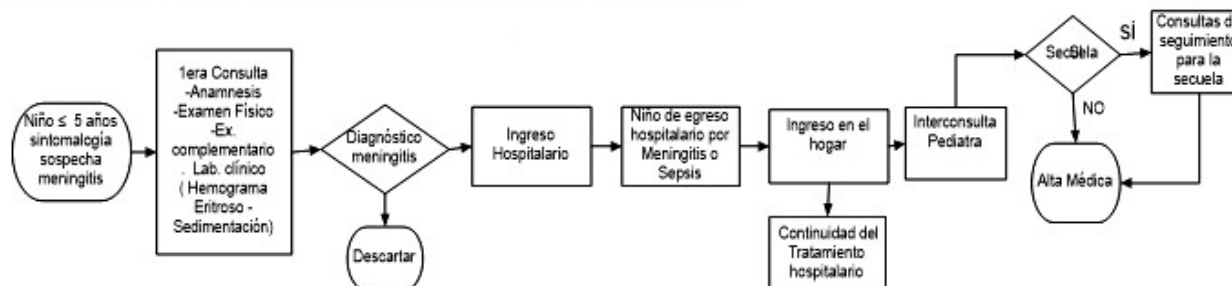 Niño ≤ 5 años
sintomalogía
sospecha
meningitis
1era Consulta
-Anamnesis
-Examen Físico
-Ex.
complementario
. Lab. clínico
( Hemograma
Eritroso -
Sedimentación)
Diagnóstico
meningitis
Descartar
Ingreso
Hospitalario
Niño de egreso
hospitalario por
Meningitis o
Sepsis
Ingreso en el
hogar
Continuidad del
Tratamiento
hospitalario
Interconsulta
Pediatra
SÍ
NO
Consultas de
seguimiento
para la
secuela
Alta Médica